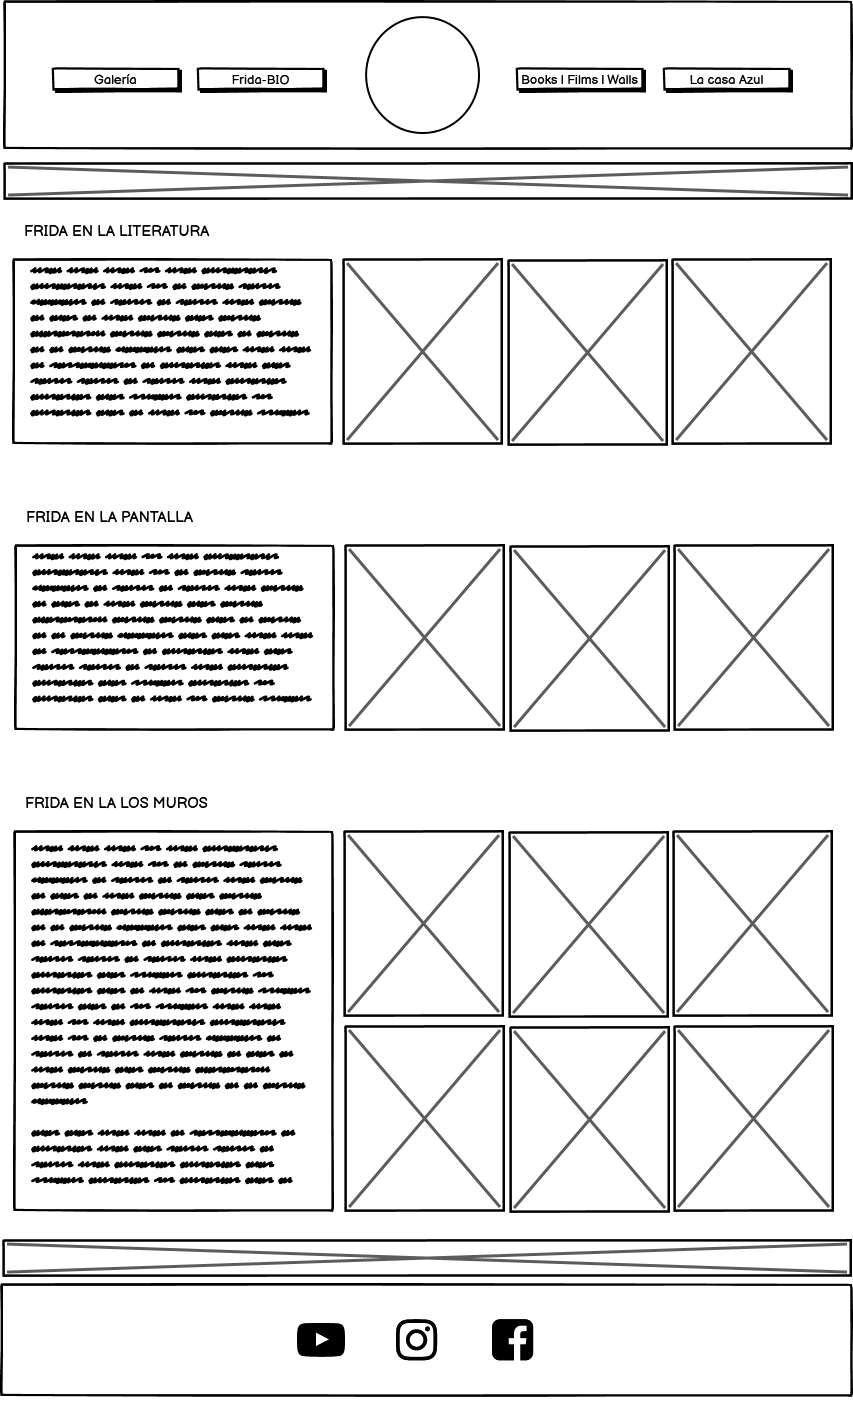 Galería
Frida-BIO
Books | Films | Walls
La casa Azul
FRIDA EN LA LITERATURA
FRIDA EN LA PANTALLA
FRIDA EN LA LOS MUROS